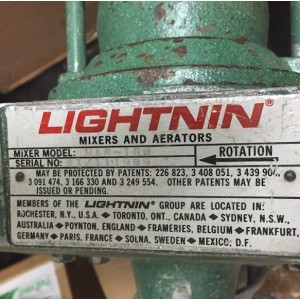 LIGHTNIN®
MIXERS AND AERATORS
MIXER MODEL:
SERIAL NO: ROTATION
MAY BE PROTECTED BY PATENTS: 226 823, 3 408 051, 3 439 904,
3 091 474, 3 166 330 AND 3 249 554. OTHER PATENTS MAY BE
ISSUED OR PENDING.
MEMBERS OF THE LIGHTNIN® GROUP ARE LOCATED IN:
ROCHESTER, N.Y., U.S.A. ◆ TORONTO, ONT., CANADA ◆ SYDNEY, N.S.W.,
AUSTRALIA ◆ POYNTON, ENGLAND ◆ FRAMERIES, BELGIUM ◆ FRANKFURT,
GERMANY ◆ PARIS, FRANCE ◆ SOLNA, SWEDEN ◆ MEXICO, D.F.